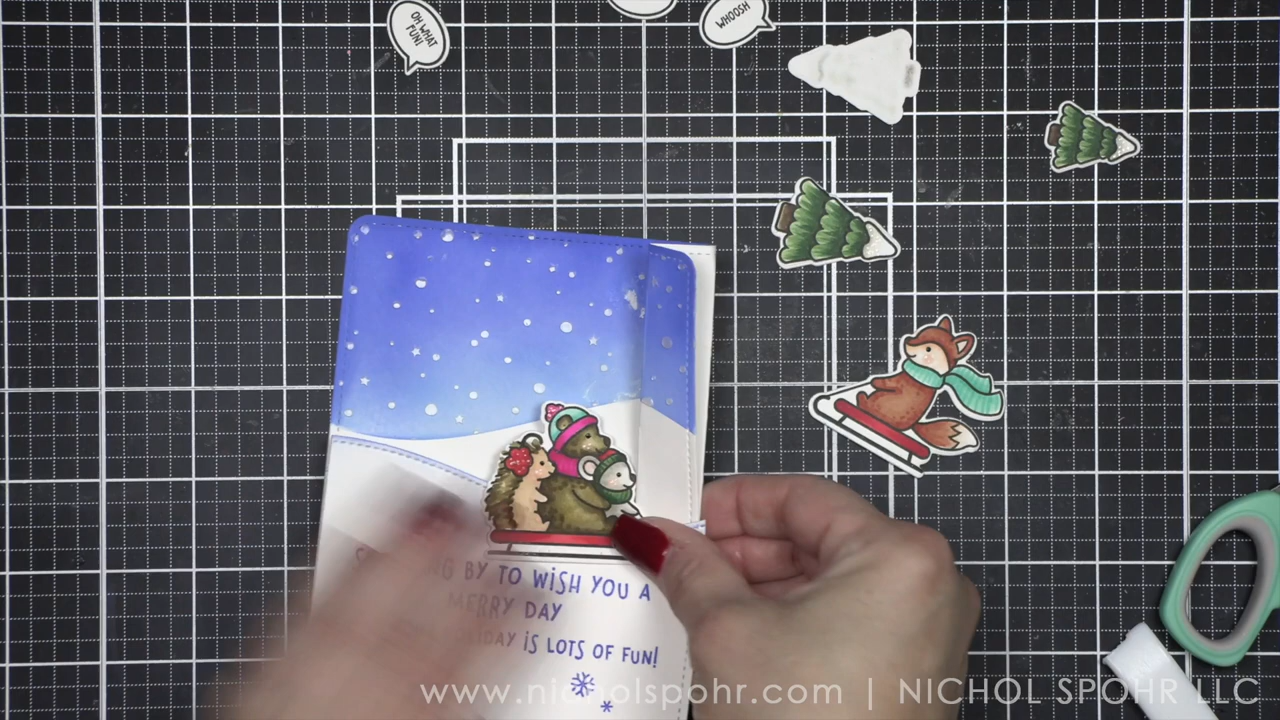 OH WHAT
FUN!
WHOOSH
BY TO WISH YOU A
MERRY DAY
IS LOTS OF FUN!
www.nicholspohr.com | NICHOL SPOHR LLC